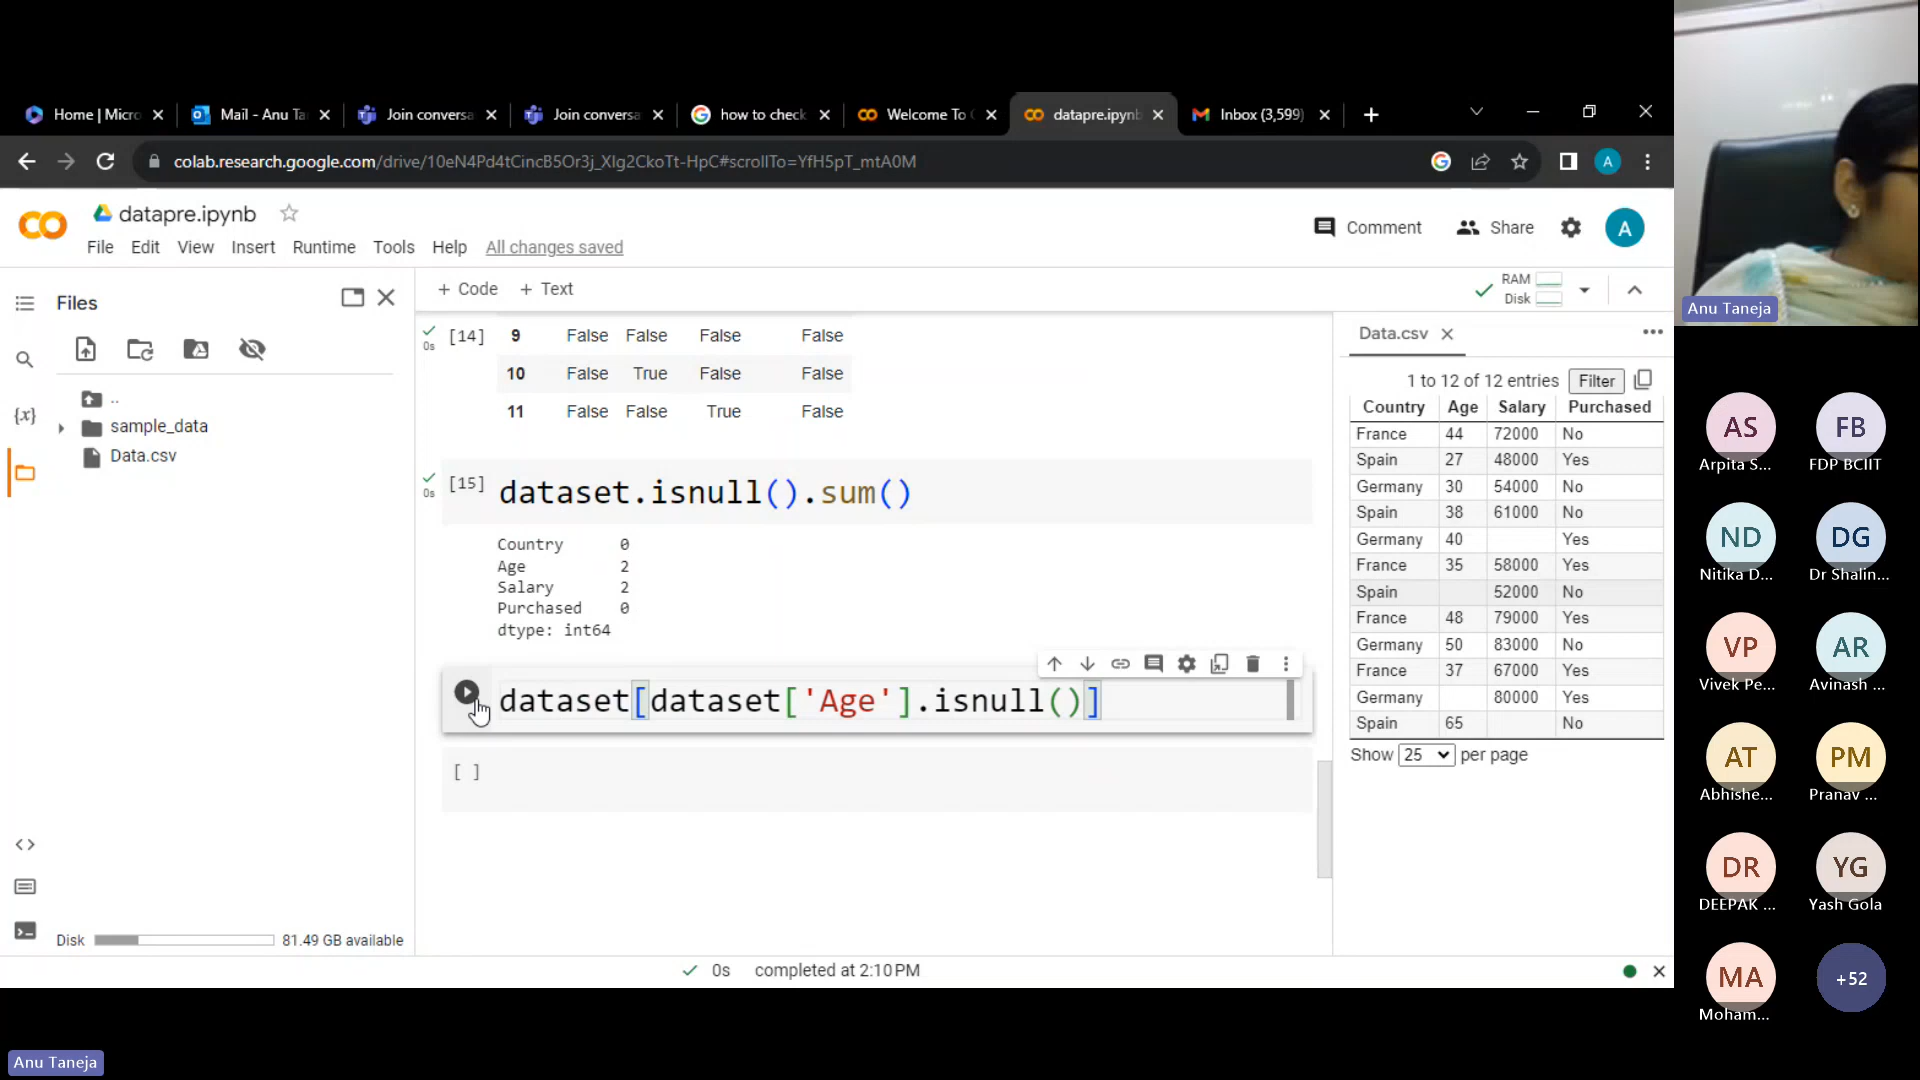 Home | Micro
Mail - Anu Ta
Join conversa
Join conversa
how to check
Welcome To C
datapre.ipynb
Inbox (3,599)
colab.research.google.com/drive/10eN4Pd4tCincB5Or3j_XIg2CkoTt-HpC#scrollTo=YfH5pT_mtA0M
A
CO
datapre.ipynb
Comment
Share
A
File Edit View Insert Runtime Tools Help All changes saved
Files
+ Code + Text
RAM
Disk
..
sample_data
Data.csv
{x}
Disk 81.49 GB available
[14]
0s
9 False False False False
10 False True False False
11 False False True False
[15] dataset.isnull().sum()
0s
Country 0
Age 2
Salary 2
Purchased 0
dtype: int64
dataset[dataset['Age'].isnull()]
[ ]
0s completed at 2:10 PM
Data.csv
1 to 12 of 12 entries Filter
Country Age Salary Purchased
France 44 72000 No
Spain 27 48000 Yes
Germany 30 54000 No
Spain 38 61000 No
Germany 40 Yes
France 35 58000 Yes
Spain 52000 No
France 48 79000 Yes
Germany 50 83000 No
France 37 67000 Yes
Germany 80000 Yes
Spain 65 No
Show 25 per page
Anu Taneja
AS FB
Arpita S... FDP BCIIT
ND DG
Nitika D... Dr Shalin...
VP AR
Vivek Pe... Avinash ...
AT PM
Abhishe... Pranav ...
DR YG
DEEPAK ... Yash Gola
MA +52
Moham...
Anu Taneja